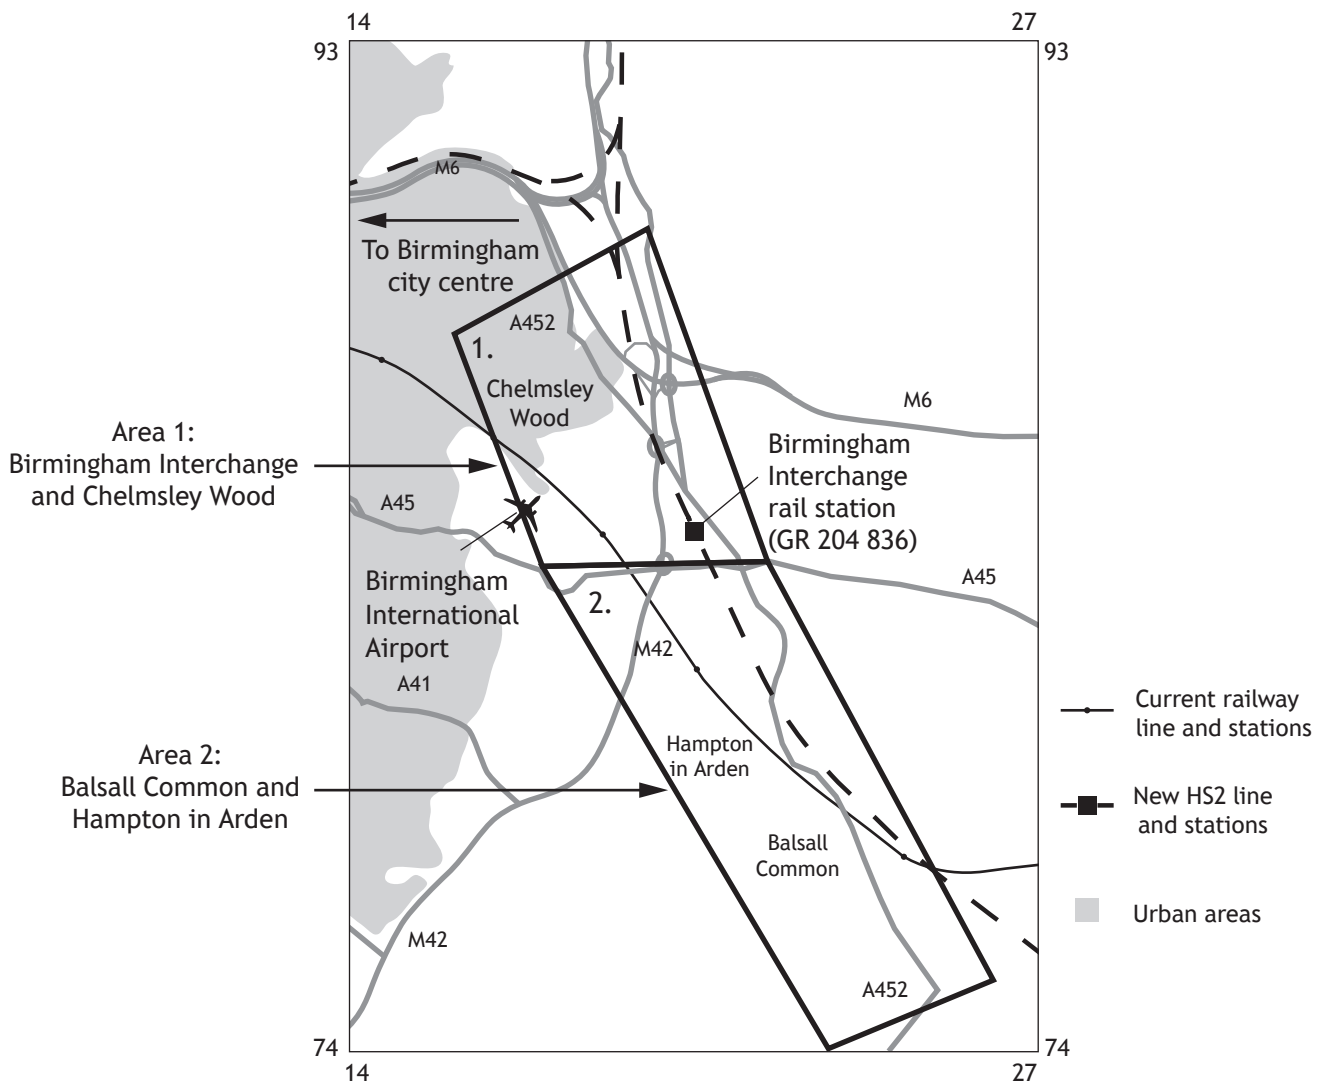 14
27
93
93
M6
To Birmingham
city centre
A452
1.
Chelmsley
Wood
M6
Area 1:
Birmingham Interchange
and Chelmsley Wood
Birmingham
Interchange
rail station
(GR 204 836)
A45
A45
Birmingham
International
Airport
2.
M42
A41
Current railway
line and stations
Hampton
in Arden
Area 2:
Balsall Common and
Hampton in Arden
New HS2 line
and stations
Balsall
Common
Urban areas
M42
A452
74
74
14
27